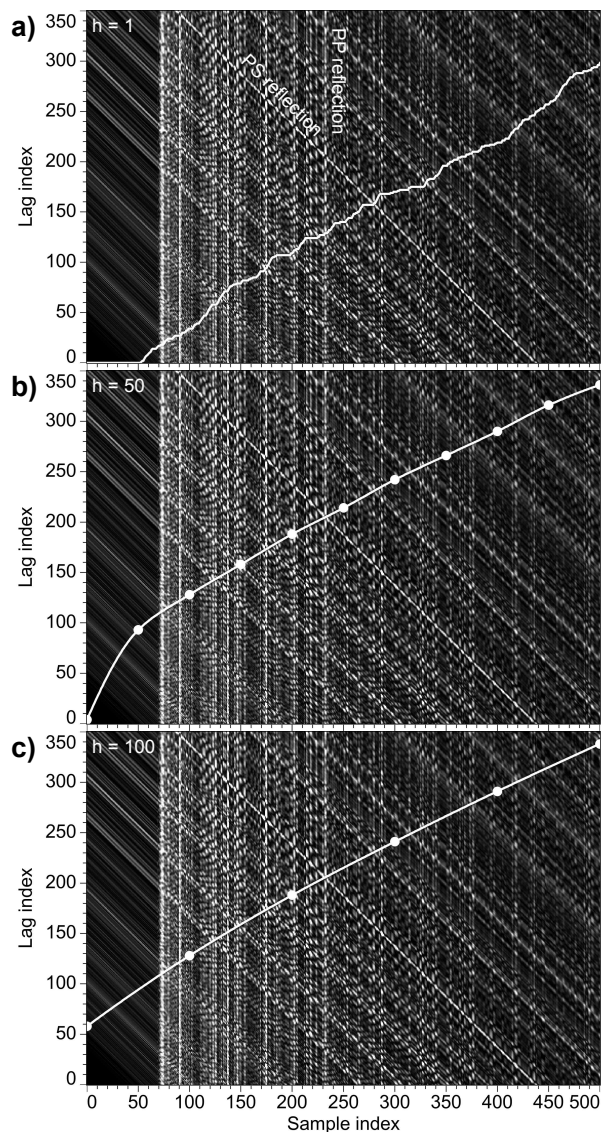 a)
h = 1
PS reflection
PP reflection
350
300
250
200
150
100
50
0
Lag index
b)
h = 50
350
300
250
200
150
100
50
0
Lag index
c)
h = 100
350
300
250
200
150
100
50
0
Lag index
0 50 100 150 200 250 300 350 400 450 500
Sample index